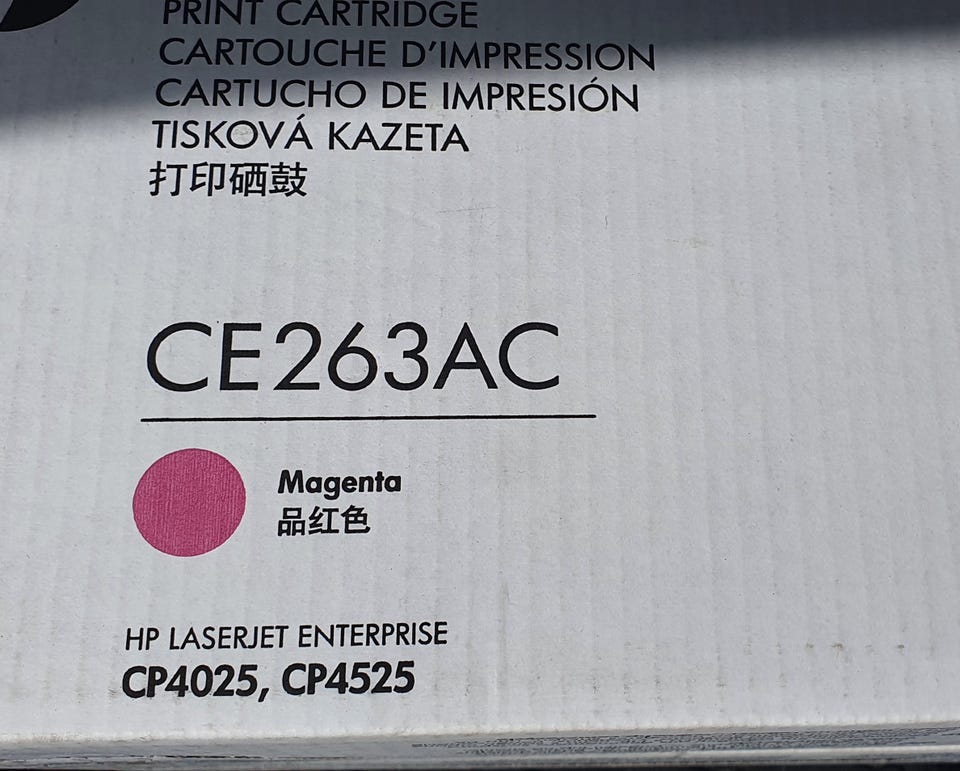 PRINT CARTRIDGE
CARTOUCHE D'IMPRESSION
CARTUCHO DE IMPRESIÓN
TISKOVÁ KAZETA
打印硒鼓
CE263AC
Magenta
品红色
HP LASERJET ENTERPRISE
CP4025, CP4525